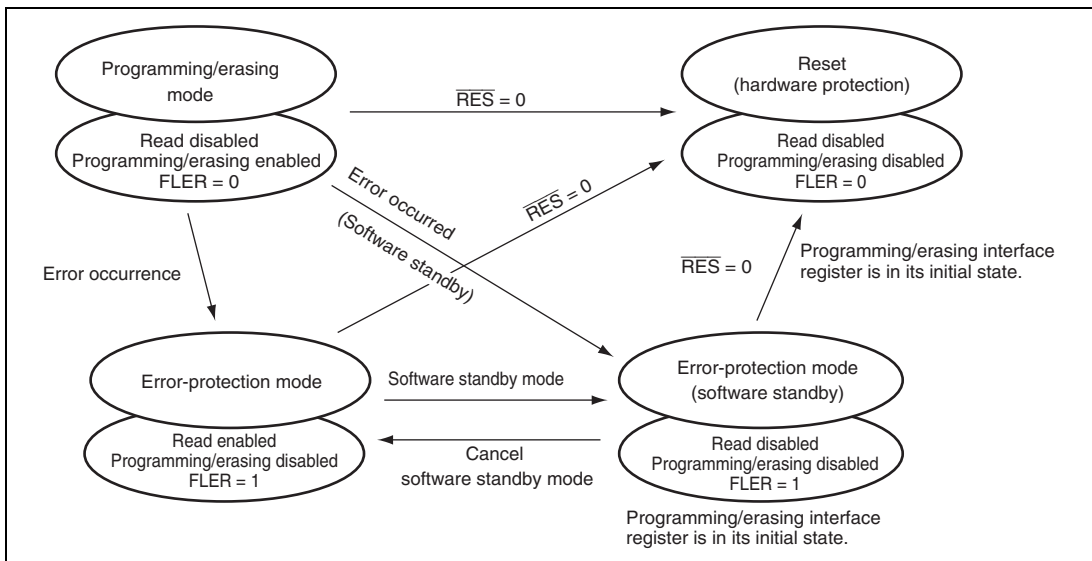 Programming/erasing
mode
Read disabled
Programming/erasing enabled
FLER = 0
RES = 0
Reset
(hardware protection)
Read disabled
Programming/erasing disabled
FLER = 0
Error occurred
(Software standby)
RES = 0
Error occurrence
RES = 0
Programming/erasing interface
register is in its initial state.
Error-protection mode
Read enabled
Programming/erasing disabled
FLER = 1
Software standby mode
Cancel
software standby mode
Error-protection mode
(software standby)
Read disabled
Programming/erasing disabled
FLER = 1
Programming/erasing interface
register is in its initial state.